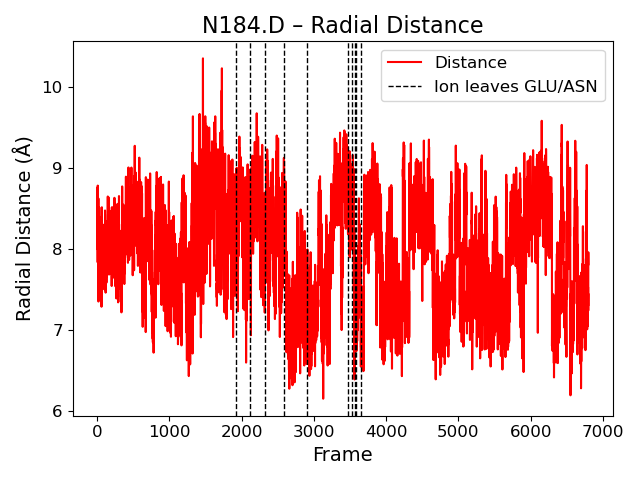 N184.D – Radial Distance
Distance
Ion leaves GLU/ASN
Radial Distance (Å)
10
9
8
7
6
0 1000 2000 3000 4000 5000 6000 7000
Frame